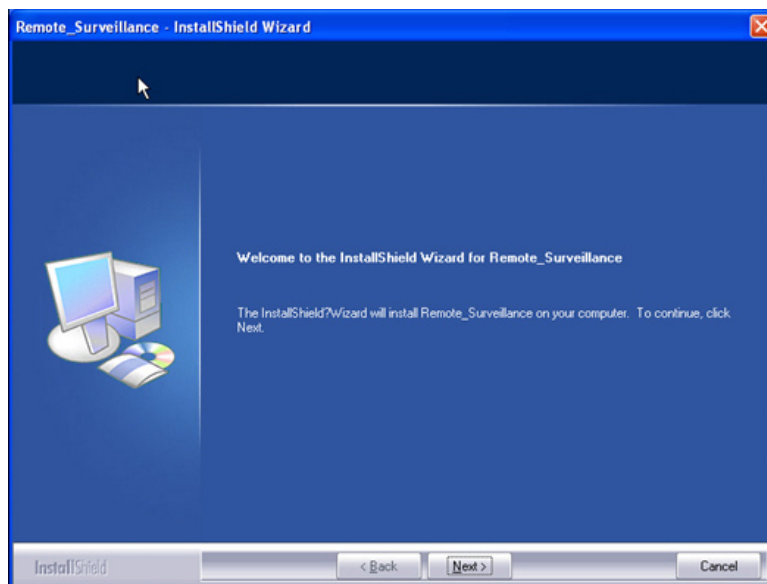 Remote_Surveillance - InstallShield Wizard
Welcome to the InstallShield Wizard for Remote_Surveillance
The InstallShield?Wizard will install Remote_Surveillance on your computer. To continue, click
Next.
InstallShield
< Back
Next >
Cancel